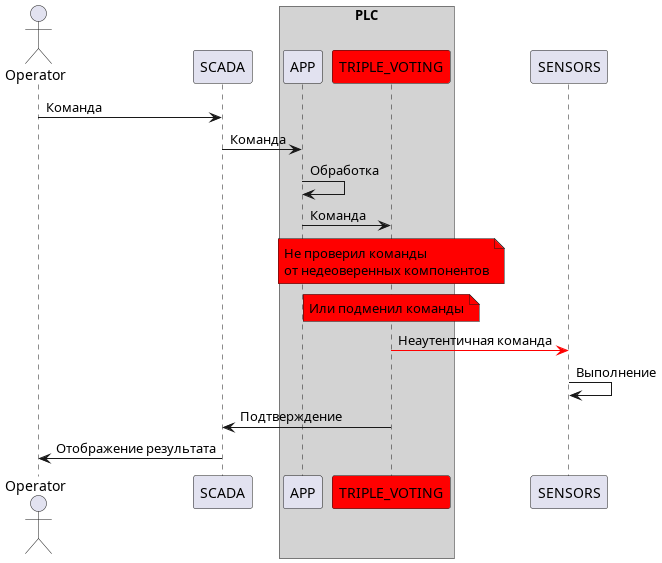 PLC
Operator
SCADA
APP
TRIPLE_VOTING
SENSORS
Команда
Команда
Обработка
Команда
Не проверил команды
от недеоверенных компонентов
Или подменил команды
Неаутентичная команда
Выполнение
Подтверждение
Отображение результата
Operator
SCADA
APP
TRIPLE_VOTING
SENSORS